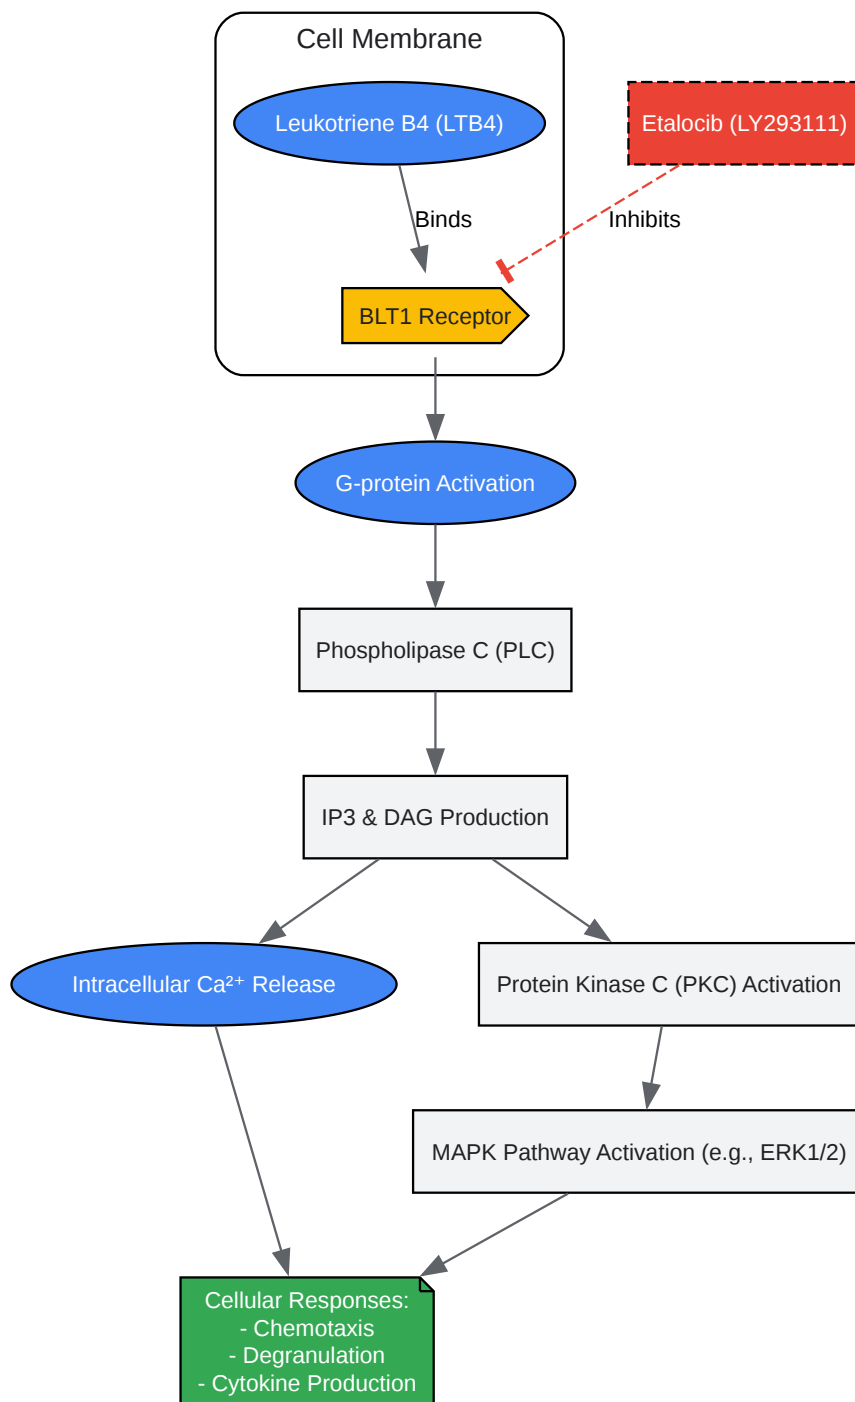 Cell Membrane
Leukotriene B4 (LTB4)
Etalocib (LY293111)
Binds
Inhibits
BLT1 Receptor
G-protein Activation
Phospholipase C (PLC)
IP3 & DAG Production
Intracellular Ca²⁺ Release
Protein Kinase C (PKC) Activation
MAPK Pathway Activation (e.g., ERK1/2)
Cellular Responses:
- Chemotaxis
- Degranulation
- Cytokine Production